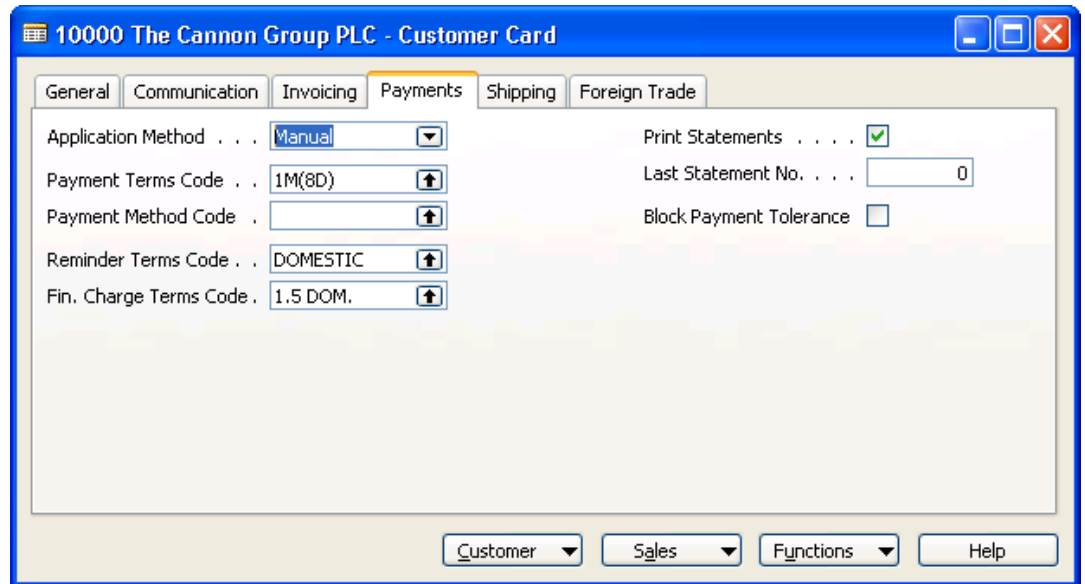 10000 The Cannon Group PLC - Customer Card
General Communication Invoicing Payments Shipping Foreign Trade
Application Method . . . Manual
Print Statements . . . .
Payment Terms Code . . 1M(8D)
Last Statement No. . . . 0
Payment Method Code .
Block Payment Tolerance
Reminder Terms Code . . DOMESTIC
Fin. Charge Terms Code . 1.5 DOM.
Customer Sales Functions Help